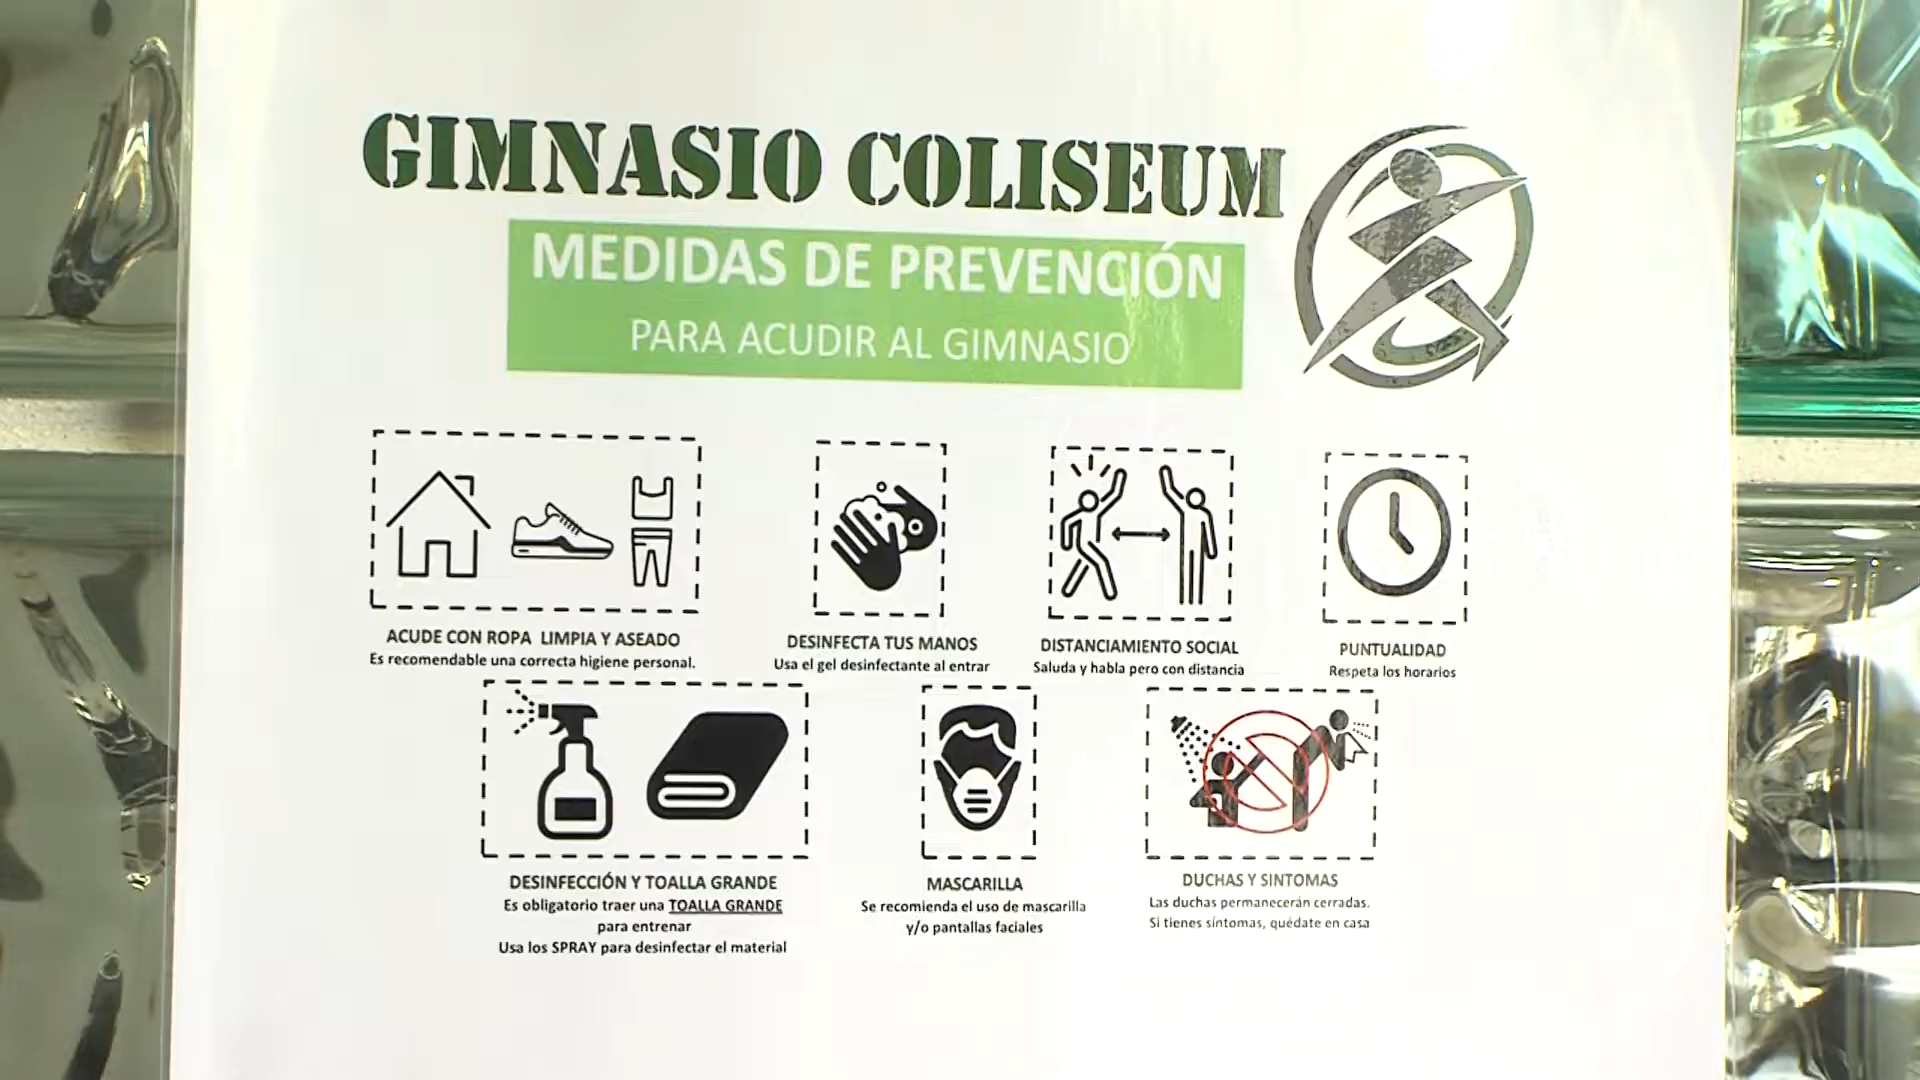 GIMNASIO COLISEUM
MEDIDAS DE PREVENCIÓN
PARA ACUDIR AL GIMNASIO
ACUDE CON ROPA LIMPIA Y ASEADO
Es recomendable una correcta higiene personal.
DESINFECTA TUS MANOS
Usa el gel desinfectante al entrar
DISTANCIAMIENTO SOCIAL
Saluda y habla pero con distancia
PUNTUALIDAD
Respeta los horarios
DESINFECCIÓN Y TOALLA GRANDE
Es obligatorio traer una TOALLA GRANDE
para entrenar
Usa los SPRAY para desinfectar el material
MASCARILLA
Se recomienda el uso de mascarilla
y/o pantallas faciales
DUCHAS Y SINTOMAS
Las duchas permanecerán cerradas.
Si tienes síntomas, quédate en casa